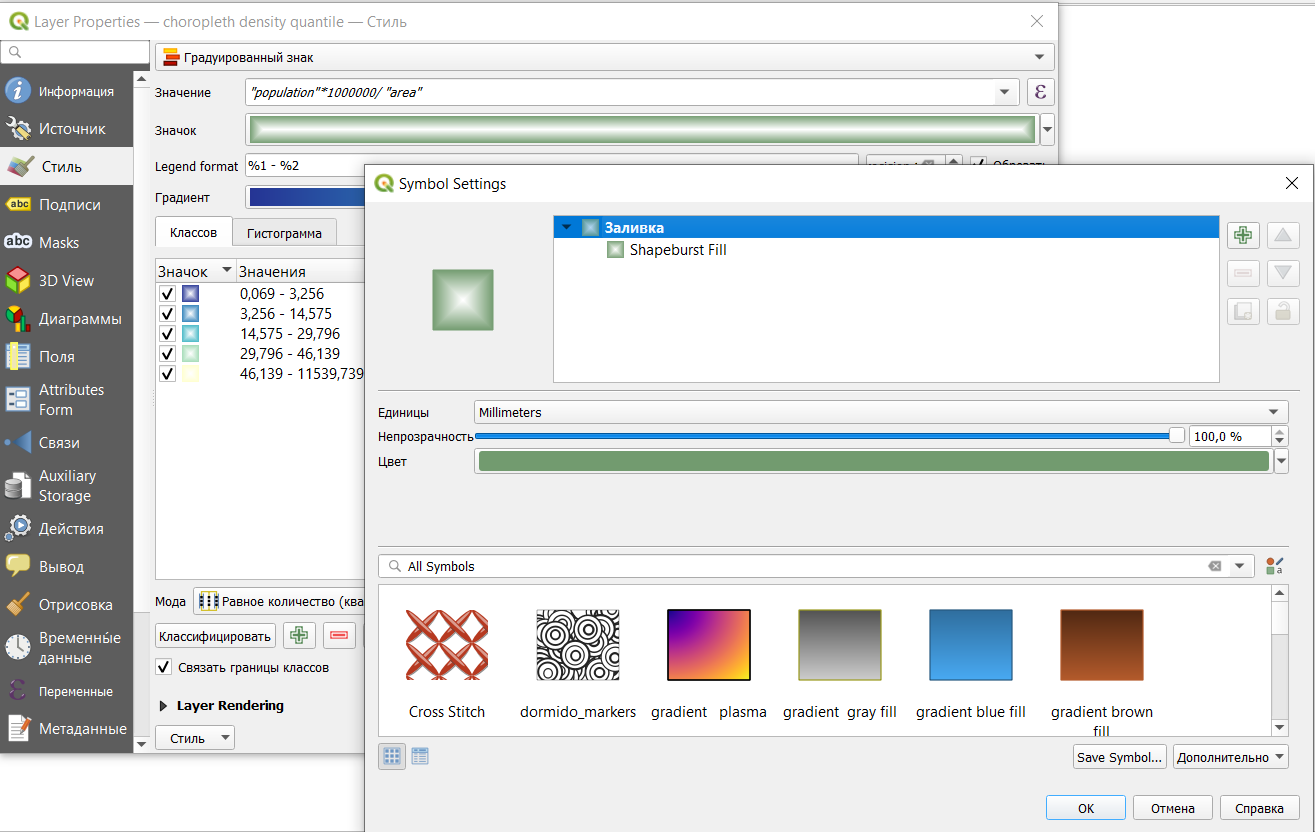 Layer Properties — choropleth density quantile — Стиль
Градуированный знак
Информация
Значение
"population"*1000000/ "area"
ε
Источник
Значок
Стиль
Legend format
%1 - %2
Подписи
Градиент
Masks
Классов
Гистограмма
3D View
Значок
Значения
Диаграммы
0,069 - 3,256
3,256 - 14,575
Поля
14,575 - 29,796
29,796 - 46,139
Attributes
Form
46,139 - 11539,739
Связи
Auxiliary
Storage
Действия
Вывод
Отрисовка
Мода
Равное количество (ква
Временны́е
данные
Классифицировать
Связать границы классов
Переменные
Layer Rendering
Метаданные
Стиль
Symbol Settings
Заливка
Shapeburst Fill
Единицы
Millimeters
Непрозрачность
100,0 %
Цвет
All Symbols
Cross Stitch
dormido_markers
gradient plasma
gradient gray fill
gradient blue fill
gradient brown
fill
Save Symbol...
Дополнительно
OK
Отмена
Справка